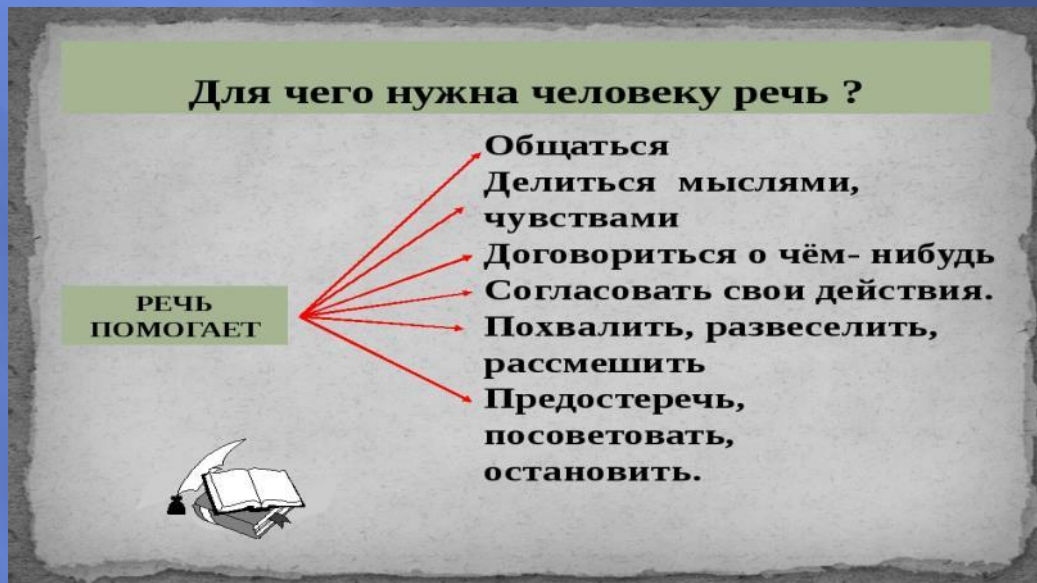 Для чего нужна человеку речь ?
РЕЧЬ
ПОМОГАЕТ
Общаться
Делиться мыслями,
чувствами
Договориться о чём- нибудь
Согласовать свои действия.
Похвалить, развеселить,
рассмешить
Предостеречь,
посоветовать,
остановить.